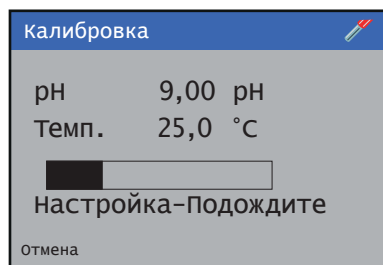 Калибровка
pH 9,00 pH
Темп. 25,0 °C
Настройка-Подождите
Отмена